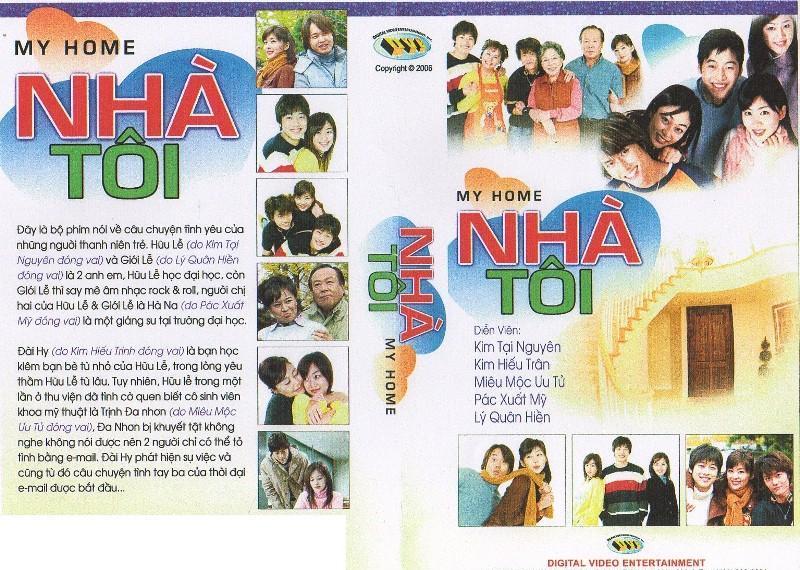 MY HOME
NHÀ
TÔI
Đây là bộ phim nói về câu chuyện tình yêu của
những người thanh niên trẻ. Hữu Lễ (do Kim Tại
Nguyên đóng vai) và Giới Lễ (do Lý Quân Hiền
đóng vai) là 2 anh em, Hữu Lễ học đại học, còn
Giới Lễ thì say mê âm nhạc rock & roll, người chị
hai của Hữu Lễ & Giới Lễ là Hà Na (do Pác Xuất
Mỹ đóng vai) là một giảng sư tại trường đại học.
Đài Hy (do Kim Hiếu Trinh đóng vai) là bạn học
kiêm bạn bè từ nhỏ của Hữu Lễ, trong lòng yêu
thầm Hữu Lễ từ lâu. Tuy nhiên, Hữu lễ trong một
lần ở thư viện đã tình cờ quen biết cô sinh viên
khoa mỹ thuật là Trịnh Đa nhon (do Miêu Mộc
Ưu Tử đóng vai), Đa Nhon bị khuyết tật không
nghe không nói được nên 2 người chỉ có thể tỏ
tình bằng e-mail. Đài Hy phát hiện sự việc và
cũng từ đó câu chuyện tình tay ba của thời đại
e-mail được bắt đầu...
NHÀ
TÔI
MY HOME
DIGITAL VIDEO ENTERTAINMENT
Copyright © 2006
MY HOME
NHÀ
TÔI
Diễn Viên:
Kim Tại Nguyên
Kim Hiếu Trân
Miêu Mộc Ưu Tử
Pác Xuất Mỹ
Lý Quân Hiền
DIGITAL VIDEO ENTERTAINMENT